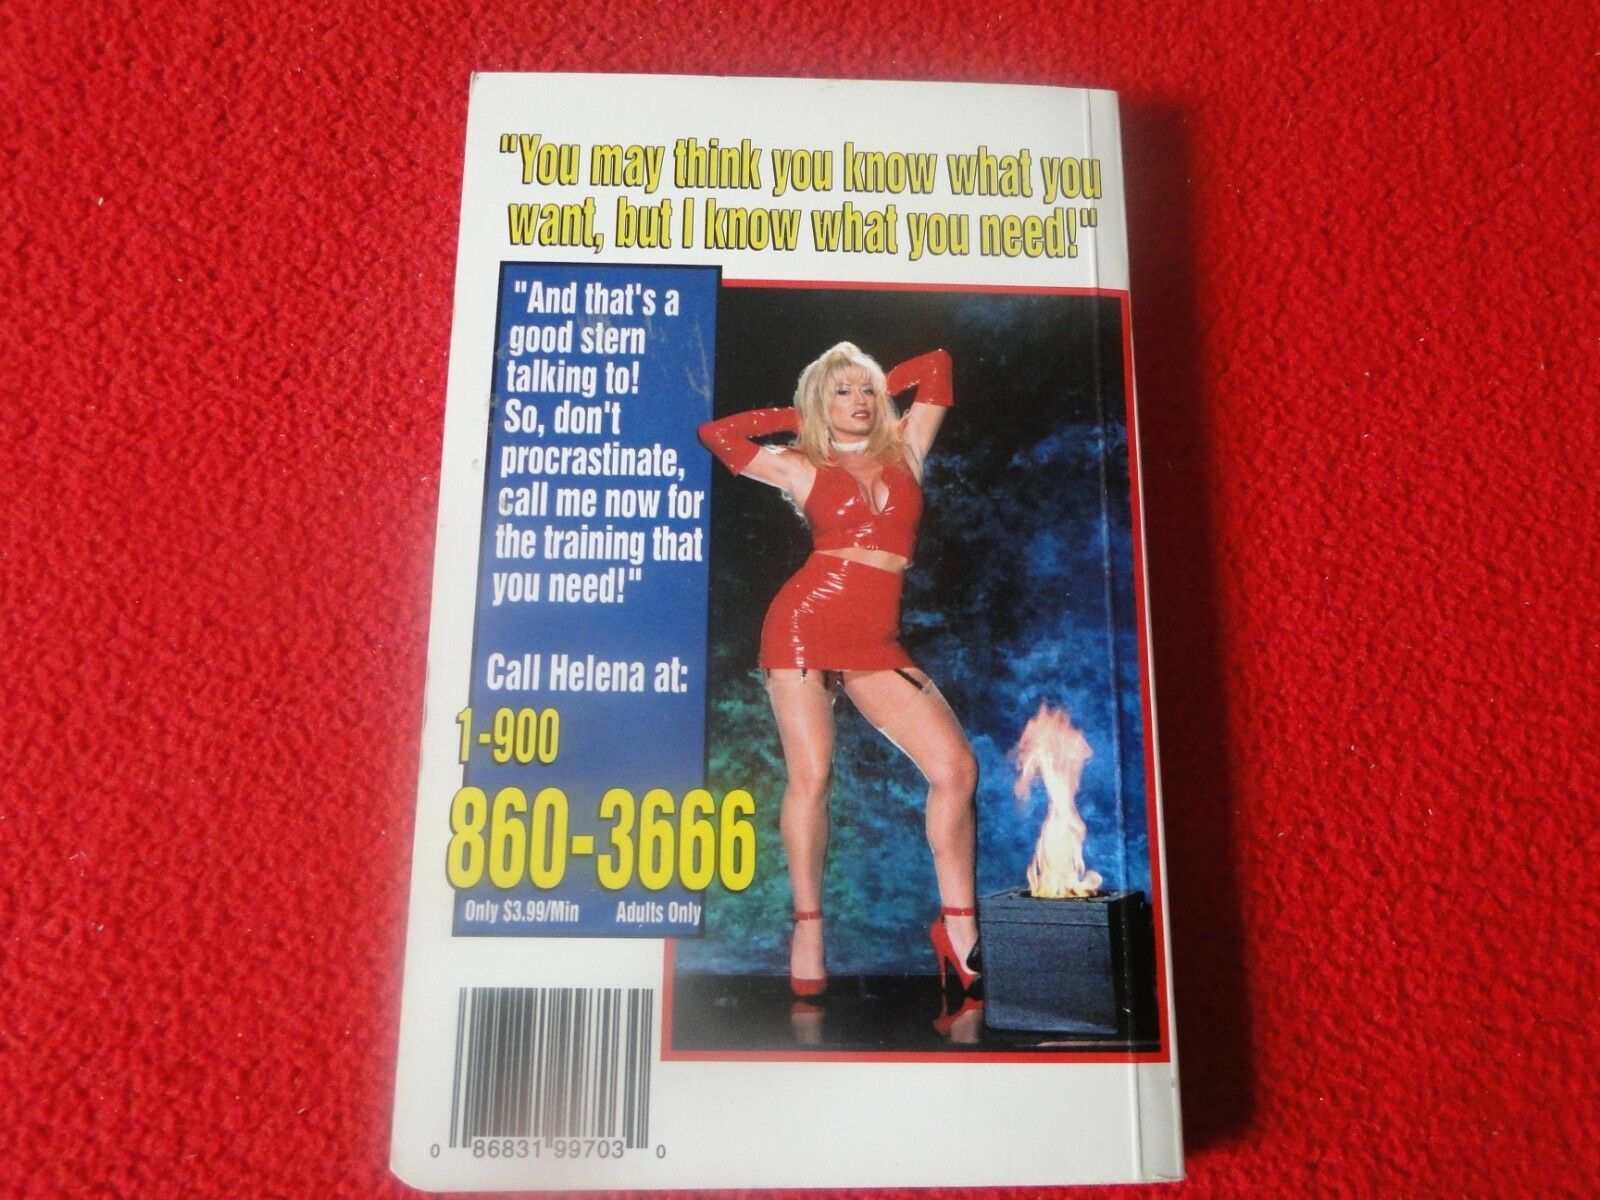 "You may think you know what you
want, but I know what you need!"
"And that's a
good stern
talking to!
So, don't
procrastinate,
call me now for
the training that
you need!"
Call Helena at:
1-900
860-3666
Only $3.99/Min Adults Only
0 86831 99703 0